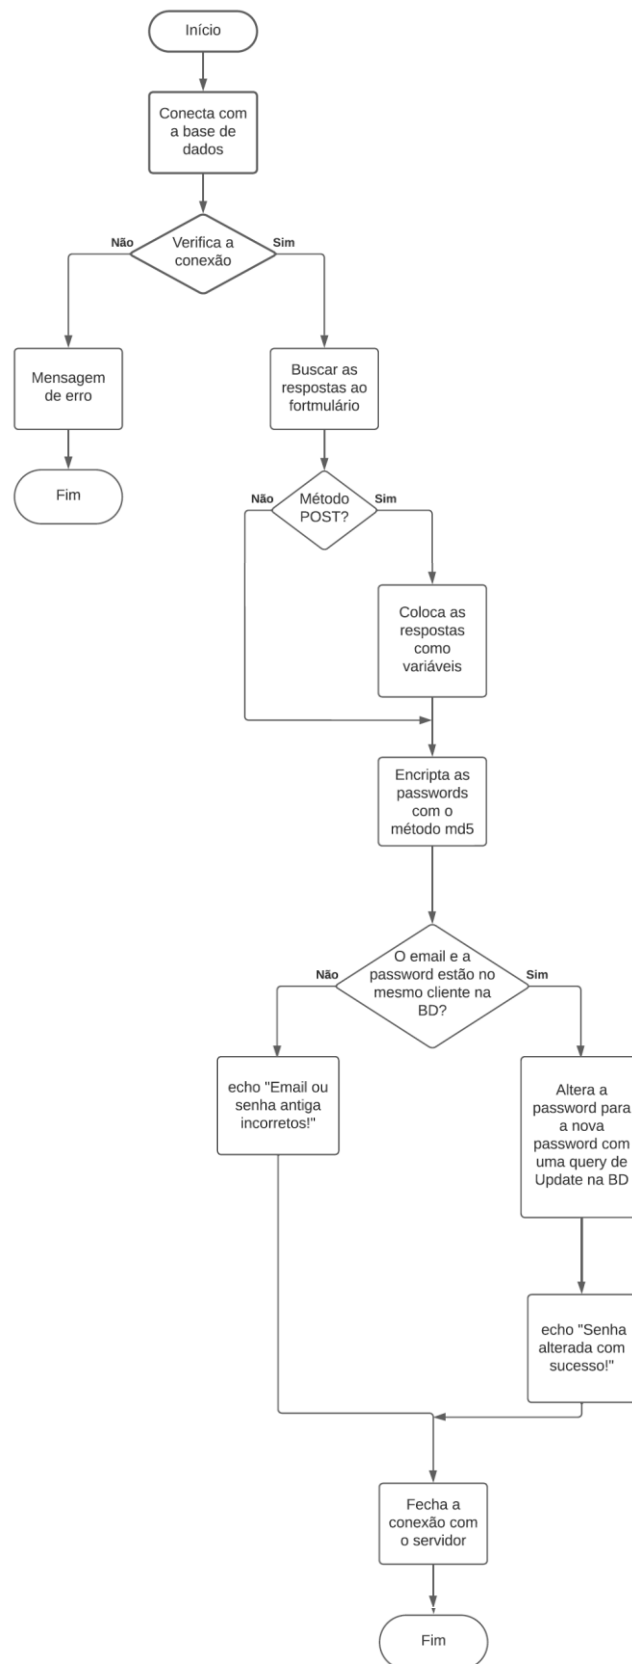 Início
Conecta com
a base de
dados
Não
Verifica a
conexão
Sim
Mensagem
de erro
Buscar as
respostas ao
fortmulário
Fim
Não
Método
POST?
Sim
Coloca as
respostas
como
variáveis
Encripta as
passwords
com o
método md5
Não
O email e a
password estão no
mesmo cliente na
BD?
Sim
echo "Email ou
senha antiga
incorretos!"
Altera a
password para
a nova
password com
uma query de
Update na BD
echo "Senha
alterada com
sucesso!"
Fecha a
conexão com
o servidor
Fim